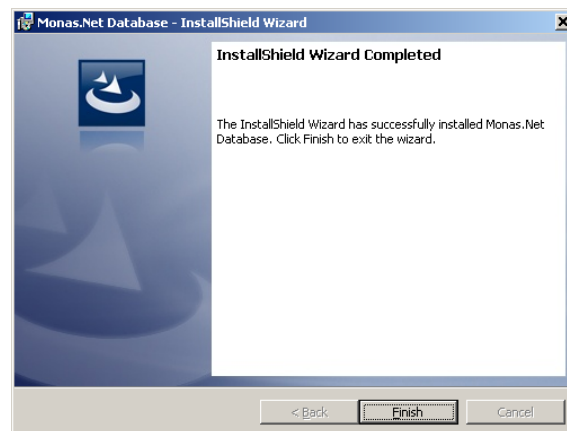 Monas.Net Database - InstallShield Wizard
InstallShield Wizard Completed
The InstallShield Wizard has successfully installed Monas.Net
Database. Click Finish to exit the wizard.
< Back Finish Cancel